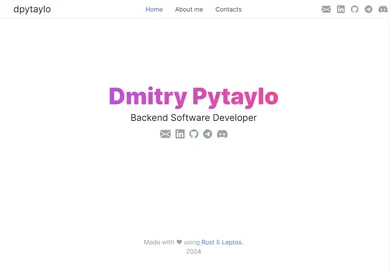 dpytaylo
Home About me Contacts
Dmitry Pytaylo
Backend Software Developer
Made with ❤ using Rust & Leptos.
2024